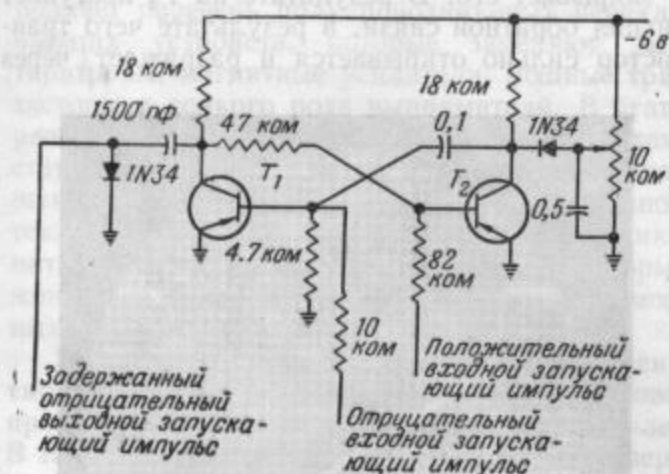 -6 в
18 ком
18 ком
1500 пф
47 ком
0,1
1N34
1N34
T₁
T₂
10
ком
0,5
4.7 ком
82
ком
10
ком
Положительный
входной запуска-
ющий импульс
Задержанный
отрицательный
выходной запуска-
ющий импульс
Отрицательный
входной запуска-
ющий импульс